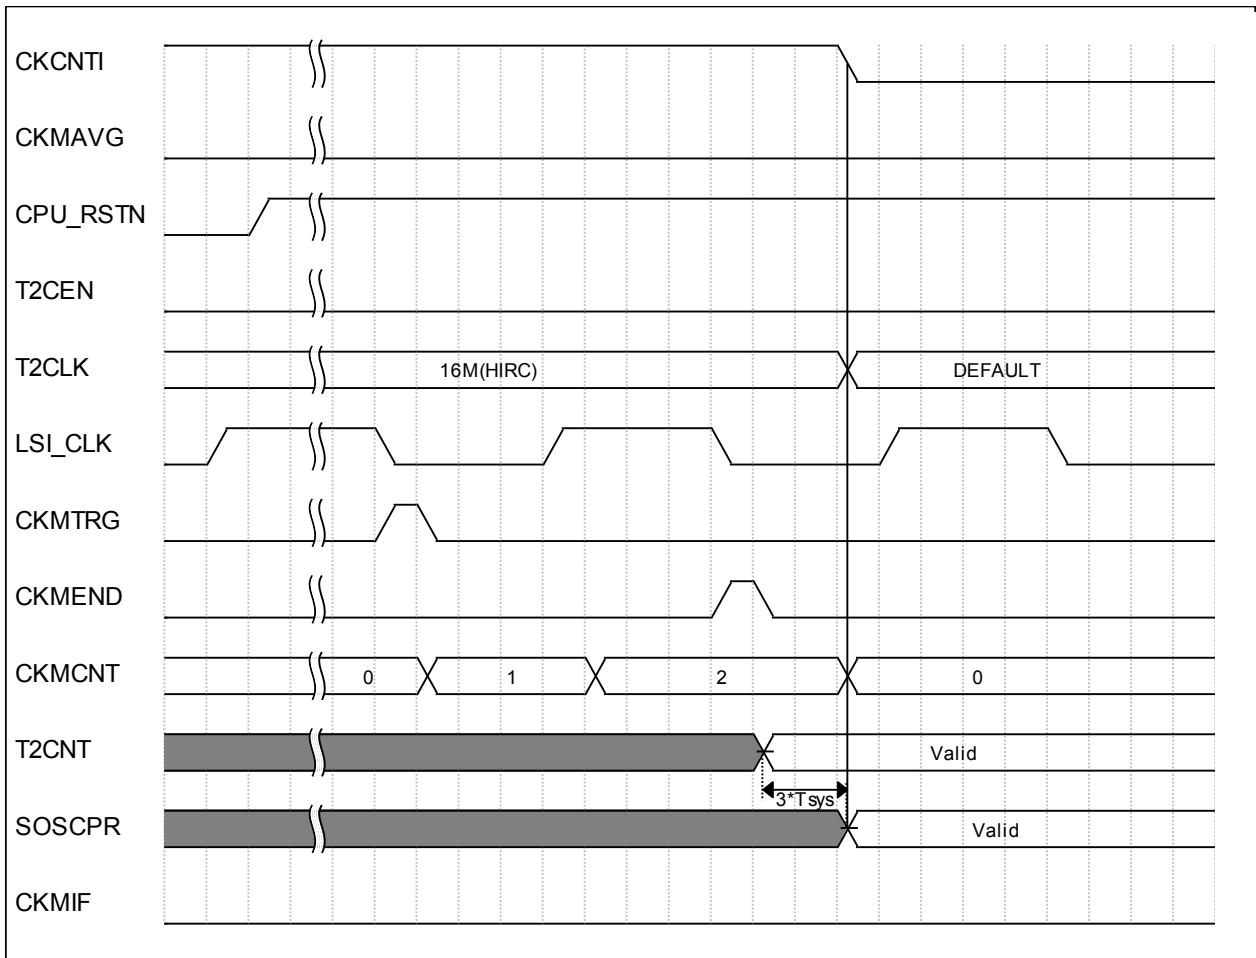 CKCNTI
CKMAVG
CPU_RSTN
T2CEN
T2CLK 16M(HIRC) DEFAULT
LSI_CLK
CKMTRG
CKMEND
CKMCNT 0 1 2 0
T2CNT Valid
3*Tsys
SOSCPR Valid
CKMIF